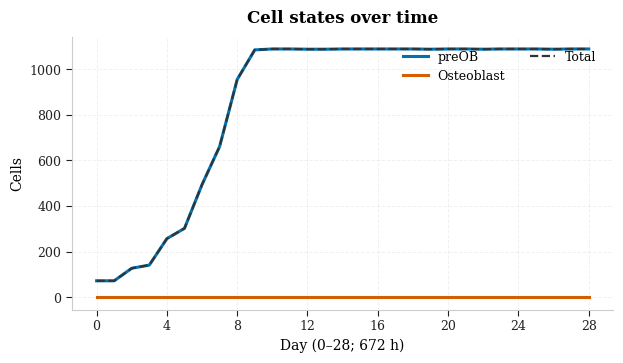 Cell states over time
preOB
Osteoblast
Total
Cells
1000
800
600
400
200
0
0 4 8 12 16 20 24 28
Day (0–28; 672 h)